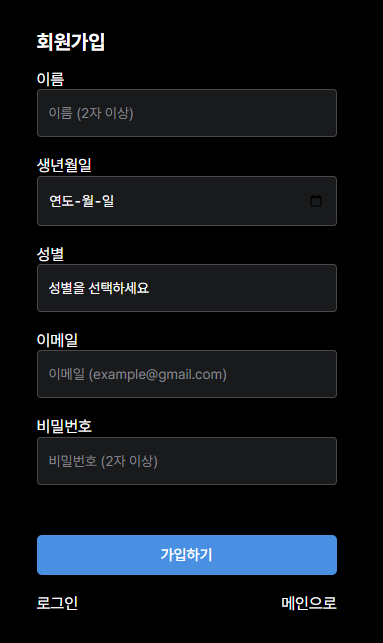 회원가입
이름
이름 (2자 이상)
생년월일
연도-월-일
성별
성별을 선택하세요
이메일
이메일 (example@gmail.com)
비밀번호
비밀번호 (2자 이상)
가입하기
로그인 메인으로